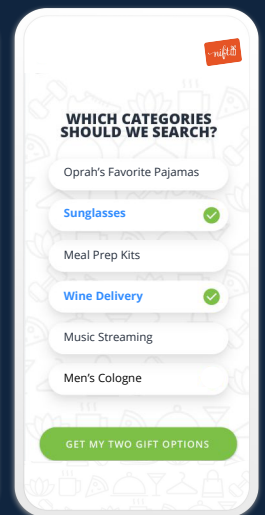 nift
WHICH CATEGORIES
SHOULD WE SEARCH?
Oprah's Favorite Pajamas
Sunglasses
Meal Prep Kits
Wine Delivery
Music Streaming
Men's Cologne
GET MY TWO GIFT OPTIONS